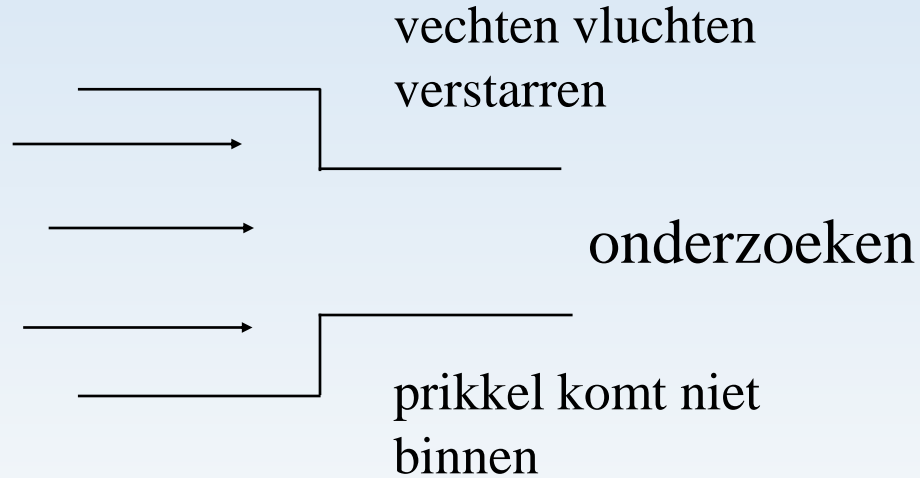 vechten vluchten
verstarren
onderzoeken
prikkel komt niet
binnen